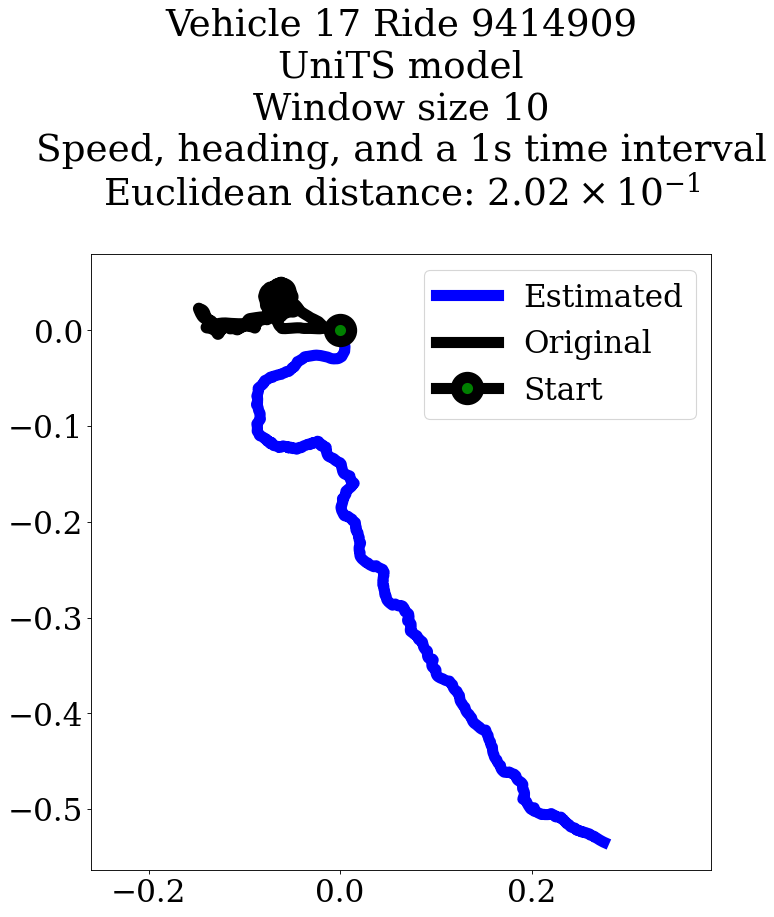 Vehicle 17 Ride 9414909
UniTS model
Window size 10
Speed, heading, and a 1s time interval
Euclidean distance: 2.02 × 10⁻¹
Estimated
Original
Start
0.0
−0.1
−0.2
−0.3
−0.4
−0.5
−0.2 0.0 0.2